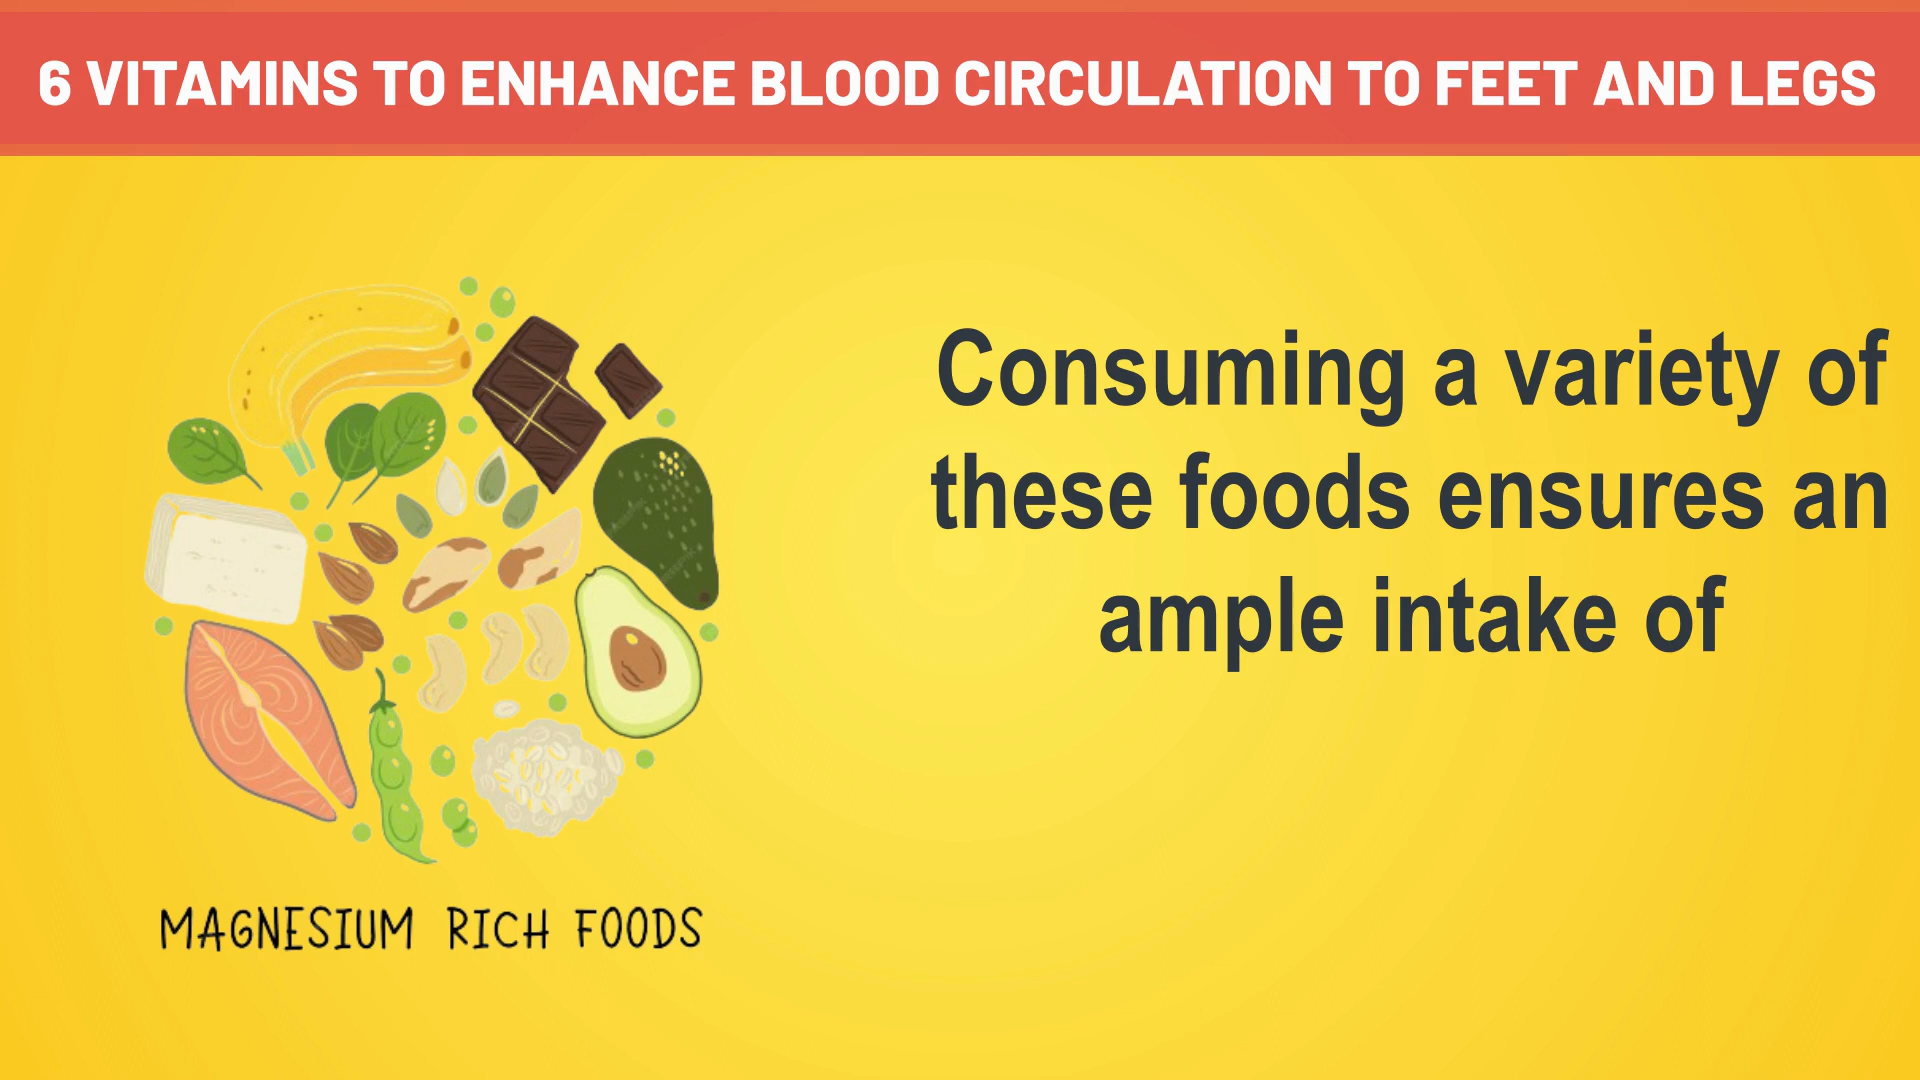 6 VITAMINS TO ENHANCE BLOOD CIRCULATION TO FEET AND LEGS
Consuming a variety of
these foods ensures an
ample intake of
MAGNESIUM RICH FOODS